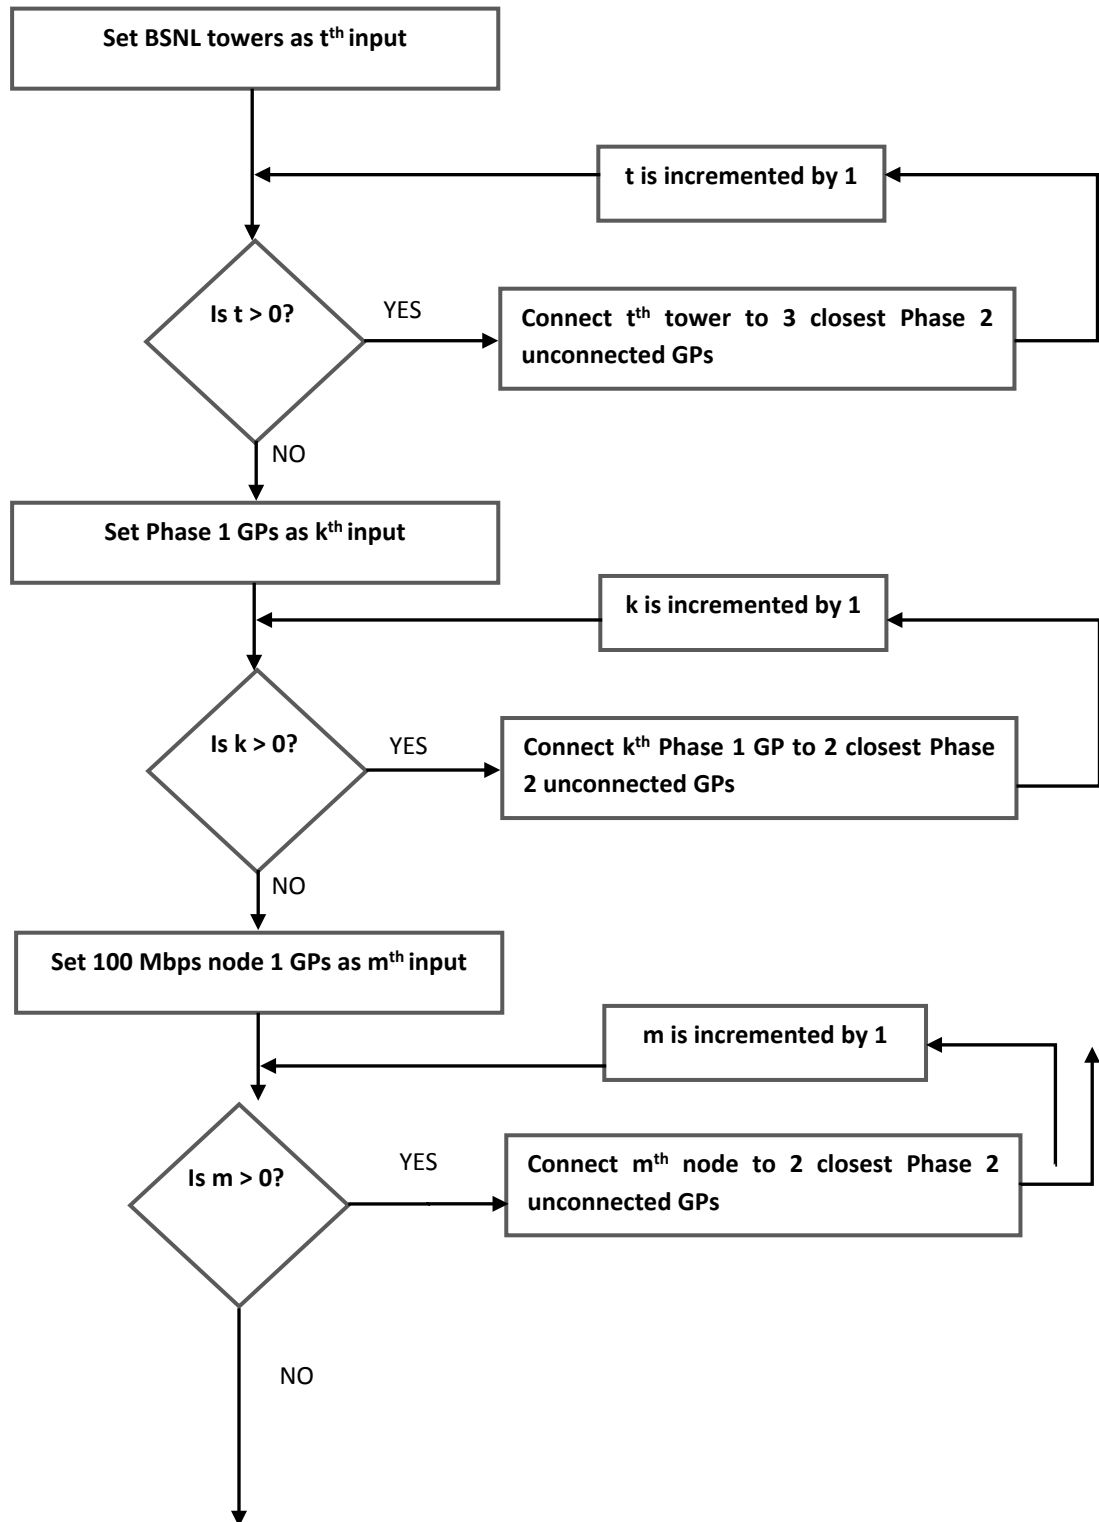 Set BSNL towers as tth input
t is incremented by 1
Is t > 0?
YES
Connect tth tower to 3 closest Phase 2
unconnected GPs
NO
Set Phase 1 GPs as kth input
k is incremented by 1
Is k > 0?
YES
Connect kth Phase 1 GP to 2 closest Phase
2 unconnected GPs
NO
Set 100 Mbps node 1 GPs as mth input
m is incremented by 1
Is m > 0?
YES
Connect mth node to 2 closest Phase 2
unconnected GPs
NO